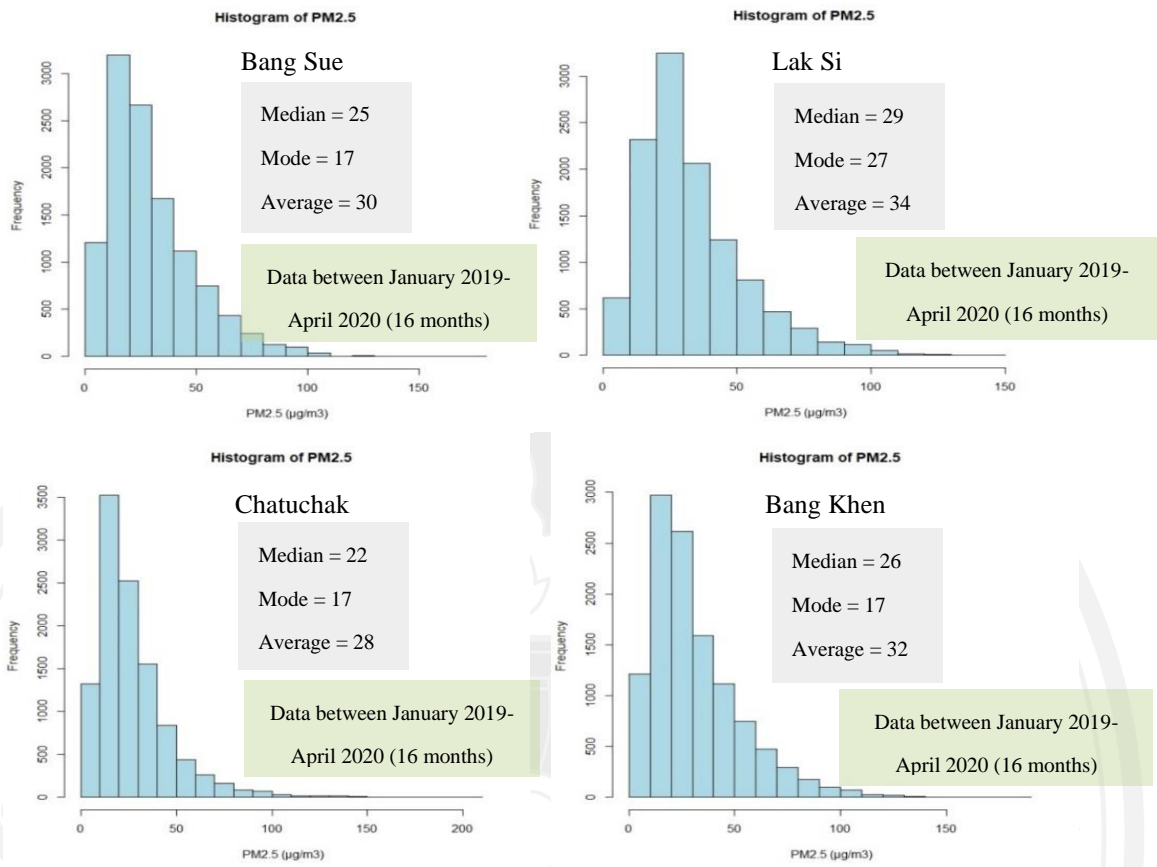 Histogram of PM2.5
Bang Sue
Median = 25
Mode = 17
Average = 30
Data between January 2019-
April 2020 (16 months)
Frequency
3000
2500
2000
1500
1000
500
0
0 50 100 150
PM2.5 (µg/m3)
Histogram of PM2.5
Lak Si
Median = 29
Mode = 27
Average = 34
Data between January 2019-
April 2020 (16 months)
Frequency
3000
2500
2000
1500
1000
500
0
0 50 100 150
PM2.5 (µg/m3)
Histogram of PM2.5
Chatuchak
Median = 22
Mode = 17
Average = 28
Data between January 2019-
April 2020 (16 months)
Frequency
3500
3000
2500
2000
1500
1000
500
0
0 50 100 150 200
PM2.5 (µg/m3)
Histogram of PM2.5
Bang Khen
Median = 26
Mode = 17
Average = 32
Data between January 2019-
April 2020 (16 months)
Frequency
3000
2500
2000
1500
1000
500
0
0 50 100 150
PM2.5 (µg/m3)